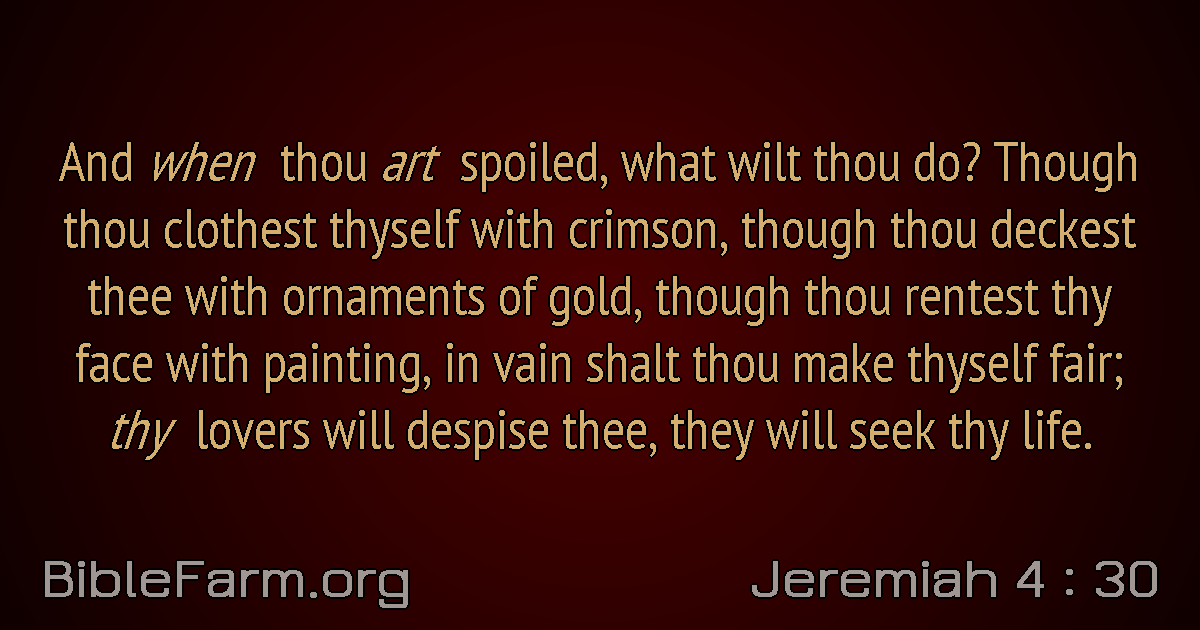 And when thou art spoiled, what wilt thou do? Though
thou clothest thyself with crimson, though thou deckest
thee with ornaments of gold, though thou rentest thy
face with painting, in vain shalt thou make thyself fair;
thy lovers will despise thee, they will seek thy life.
BibleFarm.org
Jeremiah 4 : 30